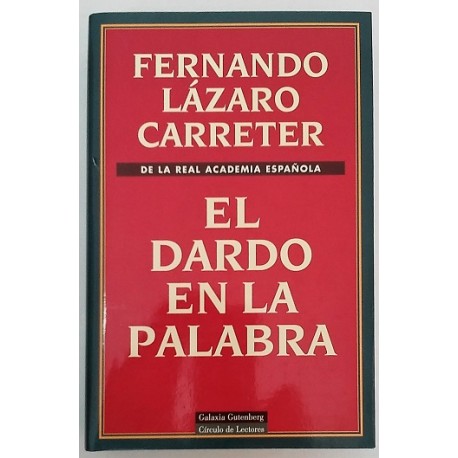 FERNANDO
LÁZARO
CARRETER
DE LA REAL ACADEMIA ESPAÑOLA
EL
DARDO
EN LA
PALABRA
Galaxia Gutenberg
Círculo de Lectores